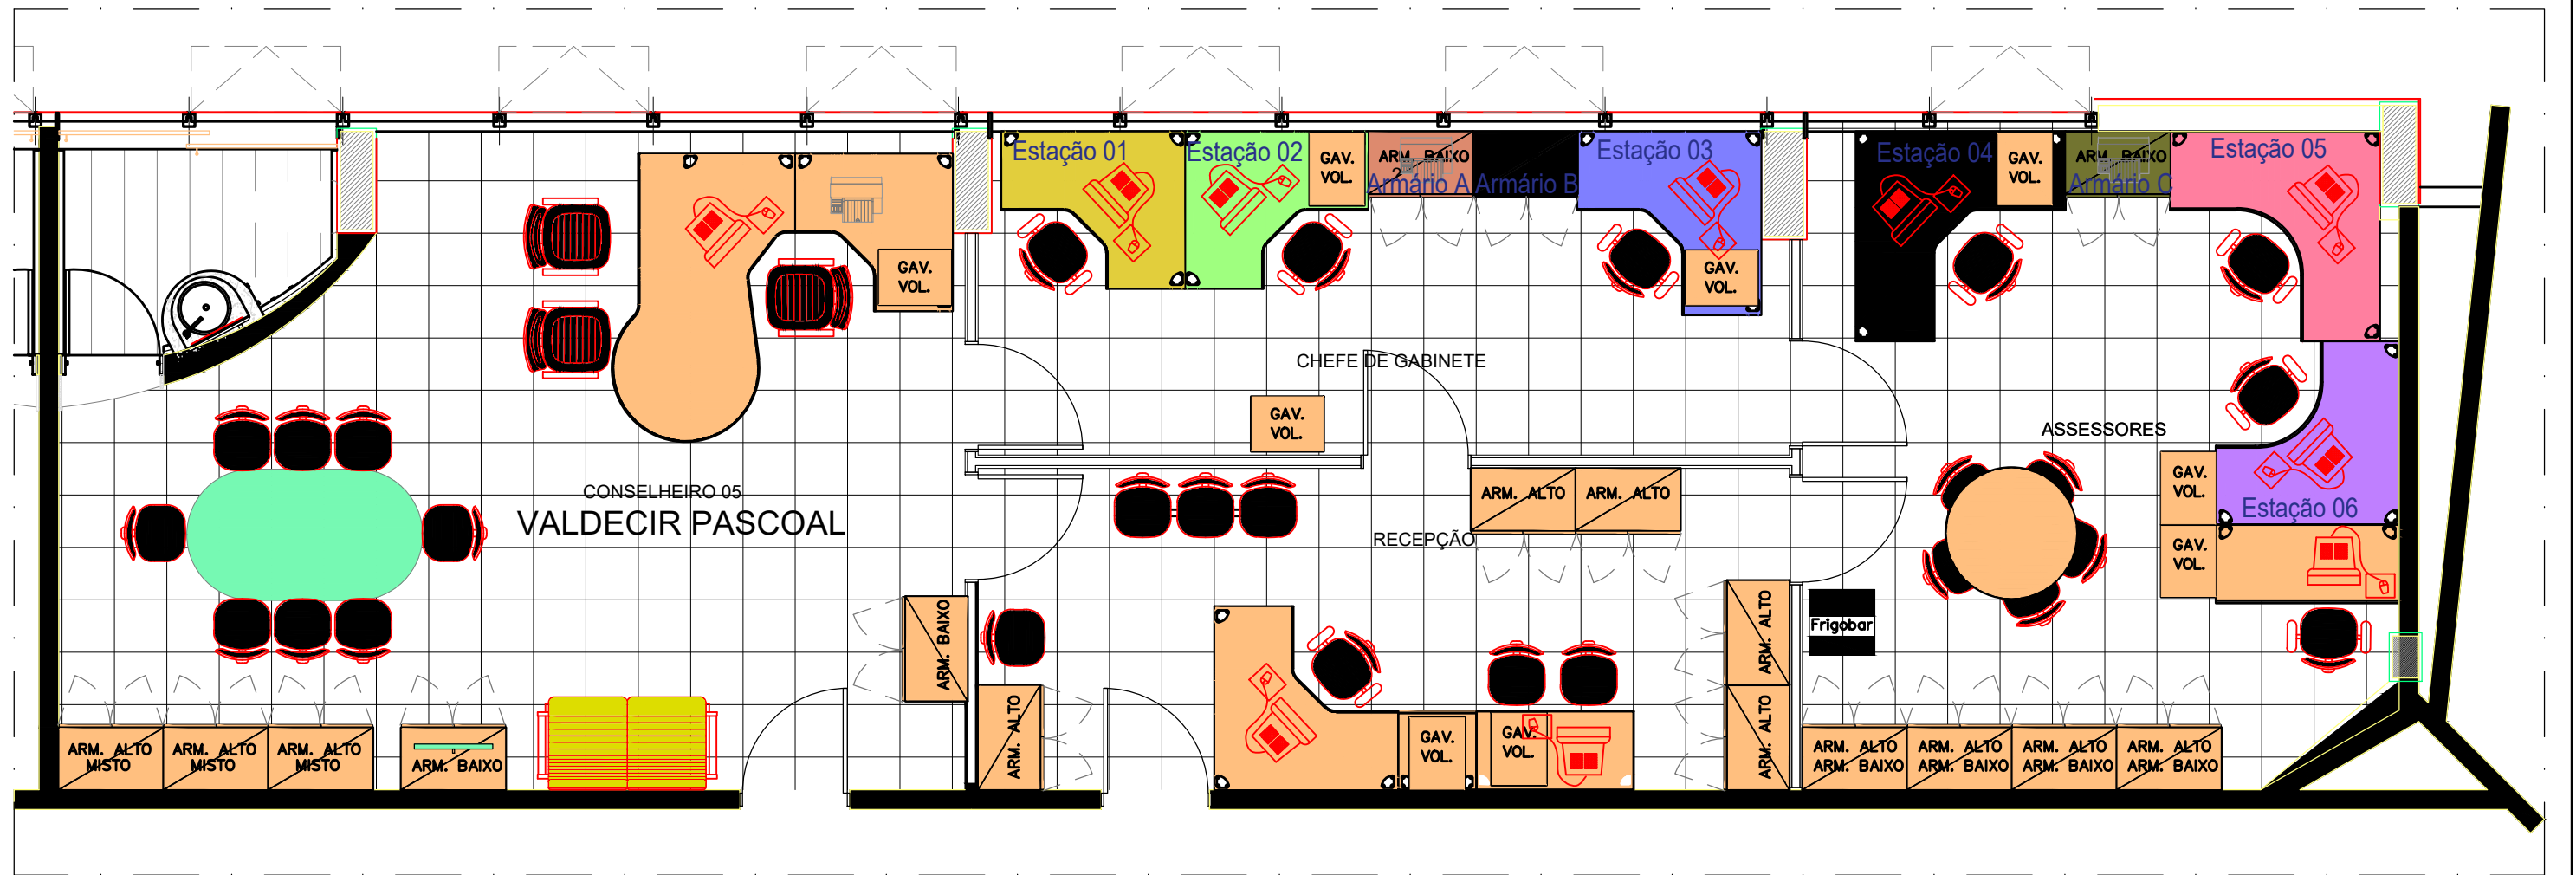 Estação 01
Estação 02
GAV.
VOL.
ARM. BAIXO
2
Armário A
Armário B
Estação 03
GAV.
VOL.
Estação 04
GAV.
VOL.
ARM. BAIXO
Armário C
Estação 05
GAV.
VOL.
CHEFE DE GABINETE
GAV.
VOL.
ASSESSORES
GAV.
VOL.
Estação 06
GAV.
VOL.
CONSELHEIRO 05
VALDECIR PASCOAL
ARM. ALTO
ARM. ALTO
RECEPÇÃO
ARM. BAIXO
ARM. ALTO
ARM. ALTO
ARM. ALTO
Frigobar
ARM. ALTO
MISTO
ARM. ALTO
MISTO
ARM. ALTO
MISTO
ARM. BAIXO
GAV.
VOL.
GAV.
VOL.
ARM. ALTO
ARM. BAIXO
ARM. ALTO
ARM. BAIXO
ARM. ALTO
ARM. BAIXO
ARM. ALTO
ARM. BAIXO